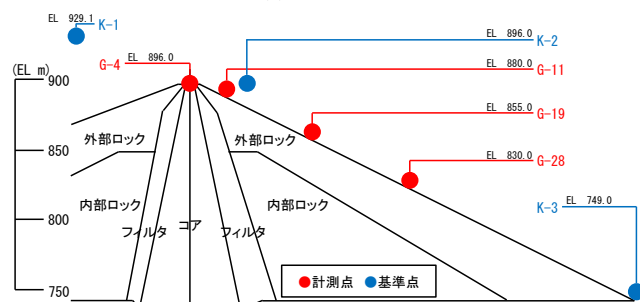 EL 929.1 K-1
EL 896.0 K-2
G-4 EL 896.0
EL 880.0 G-11
(EL m)
900
EL 855.0 G-19
外部ロック 外部ロック
850
EL 830.0 G-28
内部ロック 内部ロック
EL 749.0
K-3
800
フィルタ コア フィルタ
●計測点 ●基準点
750